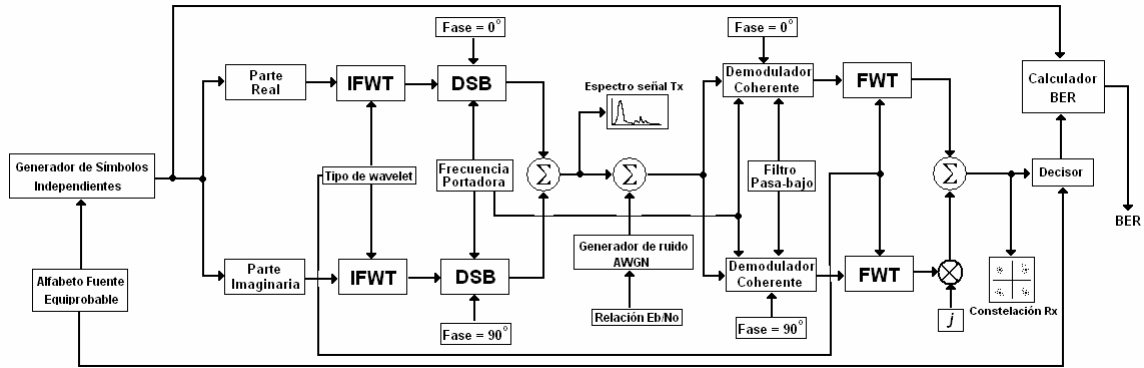 Fase = 0°
Fase = 0°
Parte
Real
IFWT
DSB
Espectro señal Tx
Demodulador
Coherente
FWT
Calculador
BER
Generador de Símbolos
Independientes
Tipo de wavelet
Frecuencia
Portadora
Σ
Σ
Filtro
Pasa-bajo
Σ
Decisor
BER
Alfabeto Fuente
Equiprobable
Parte
Imaginaria
IFWT
DSB
Generador de ruido
AWGN
Demodulador
Coherente
FWT
Relación Eb/No
Fase = 90°
Fase = 90°
j
Constelación Rx